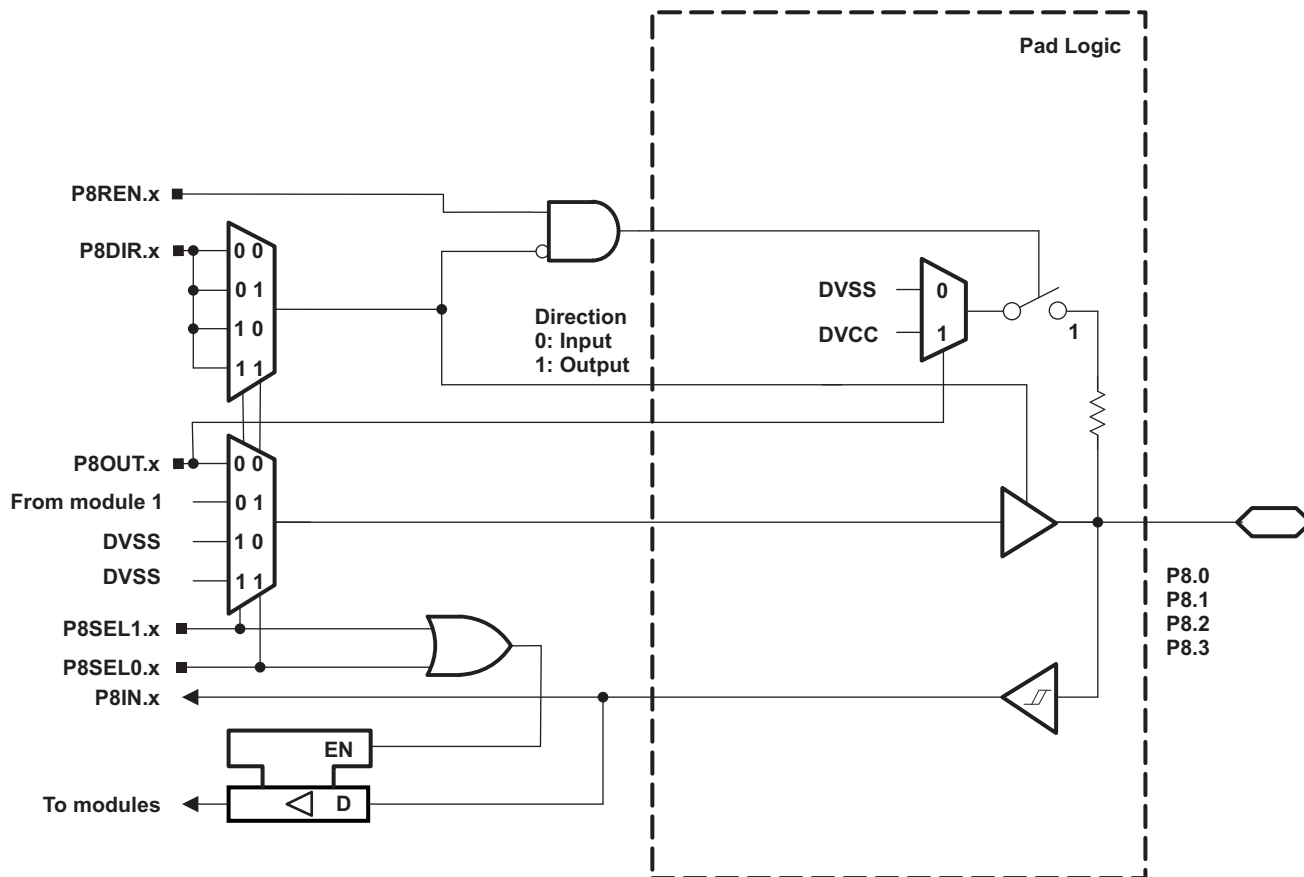 Pad Logic
P8REN.x
P8DIR.x
0 0
0 1
1 0
1 1
Direction
0: Input
1: Output
DVSS
0
DVCC
1
1
P8OUT.x
0 0
From module 1
0 1
DVSS
1 0
DVSS
1 1
P8.0
P8.1
P8.2
P8.3
P8SEL1.x
P8SEL0.x
P8IN.x
EN
To modules
D